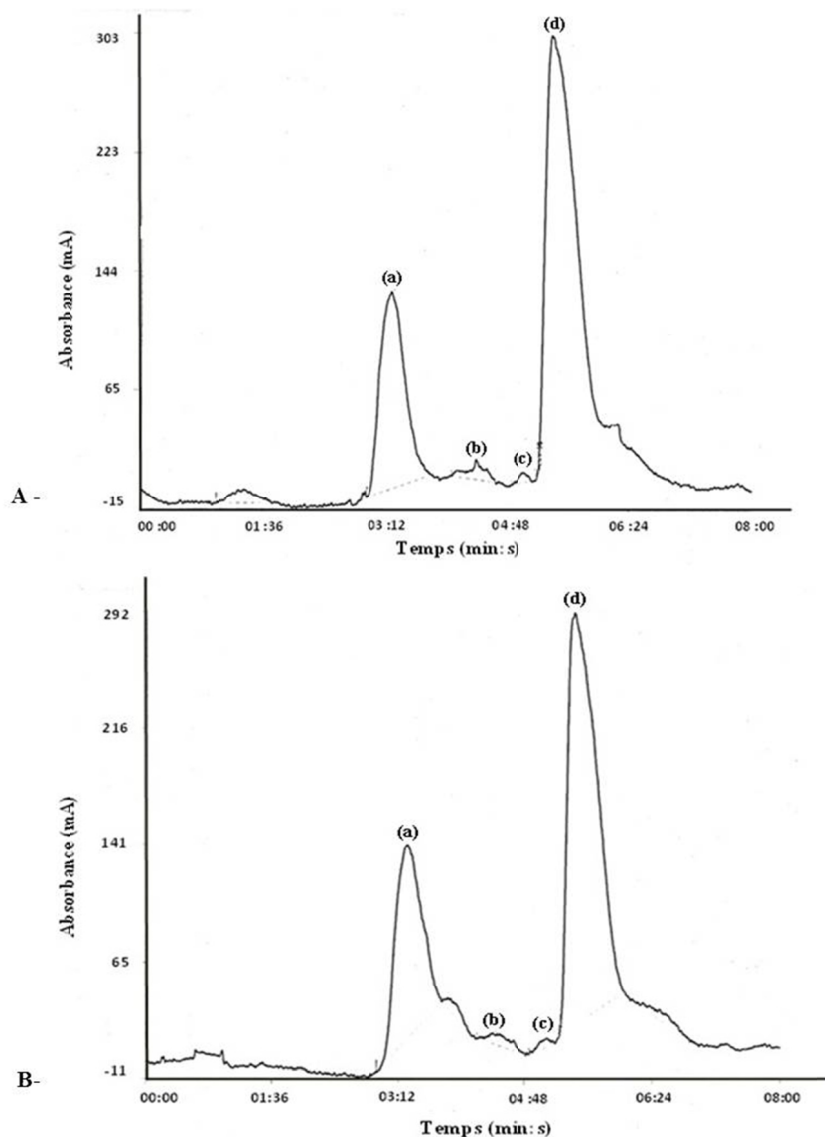 (d)
303
223
144
(a)
65
(b)
(c)
A -
-15
00 :00 01:36 03 :12 04 :48 06 :24 08 :00
Temps (min: s)
Absorbance (mA)
(d)
292
216
141
(a)
65
(b)
(c)
-11
B-
00:00 01:36 03:12 04 :48 06 :24 08:00
Temps (min: s)
Absorbance (mA)